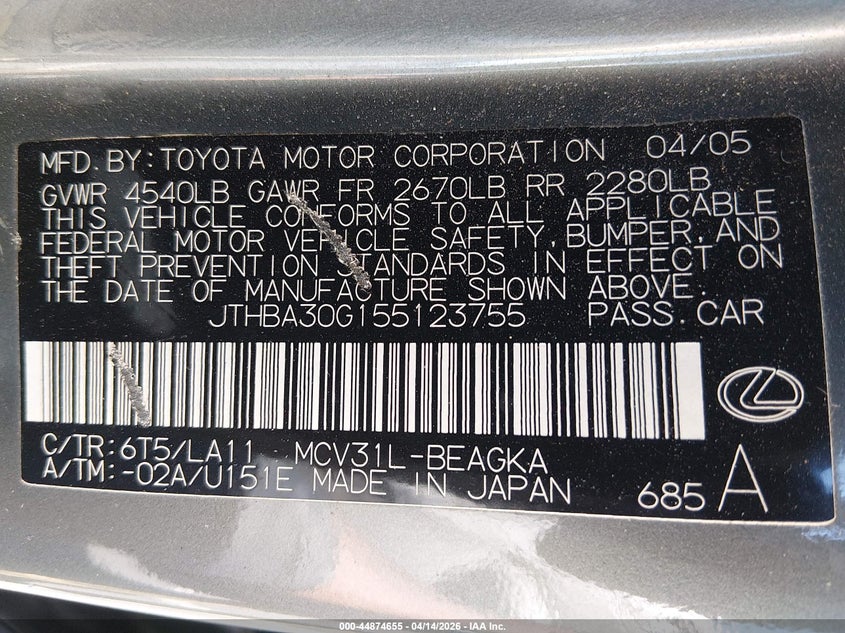 MFD. BY: TOYOTA MOTOR CORPORATION 04/05
GVWR 4540LB GAWR FR 2670LB RR 2280LB
THIS VEHICLE CONFORMS TO ALL APPLICABLE
FEDERAL MOTOR VEHICLE SAFETY, BUMPER, AND
THEFT PREVENTION STANDARDS IN EFFECT ON
THE DATE OF MANUFACTURE SHOWN ABOVE.
JTHBA30G155123755 PASS. CAR
C/TR: 6T5/LA11 MCV31L-BEAGKA
A/TM: -02A/U151E MADE IN JAPAN
685 A
000-44874655 - 04/14/2026 - IAA Inc.